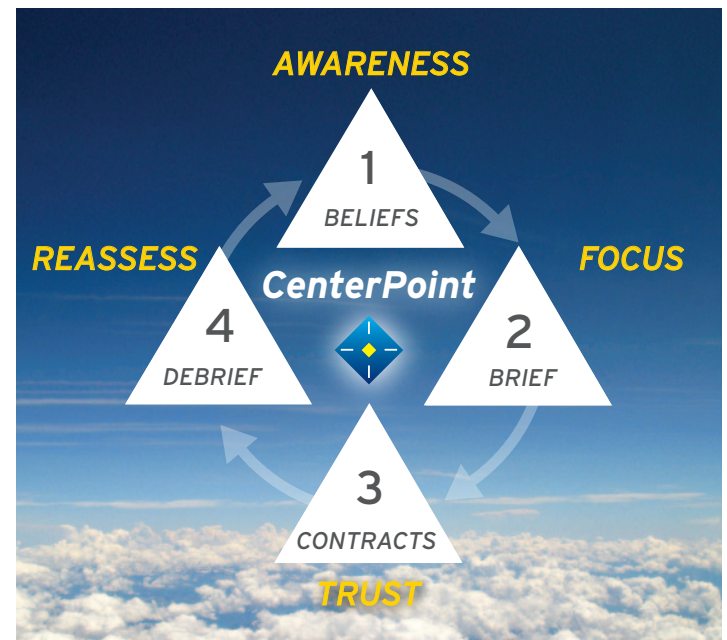 AWARENESS
1
BELIEFS
REASSESS
FOCUS
CenterPoint
4
DEBRIEF
2
BRIEF
3
CONTRACTS
TRUST